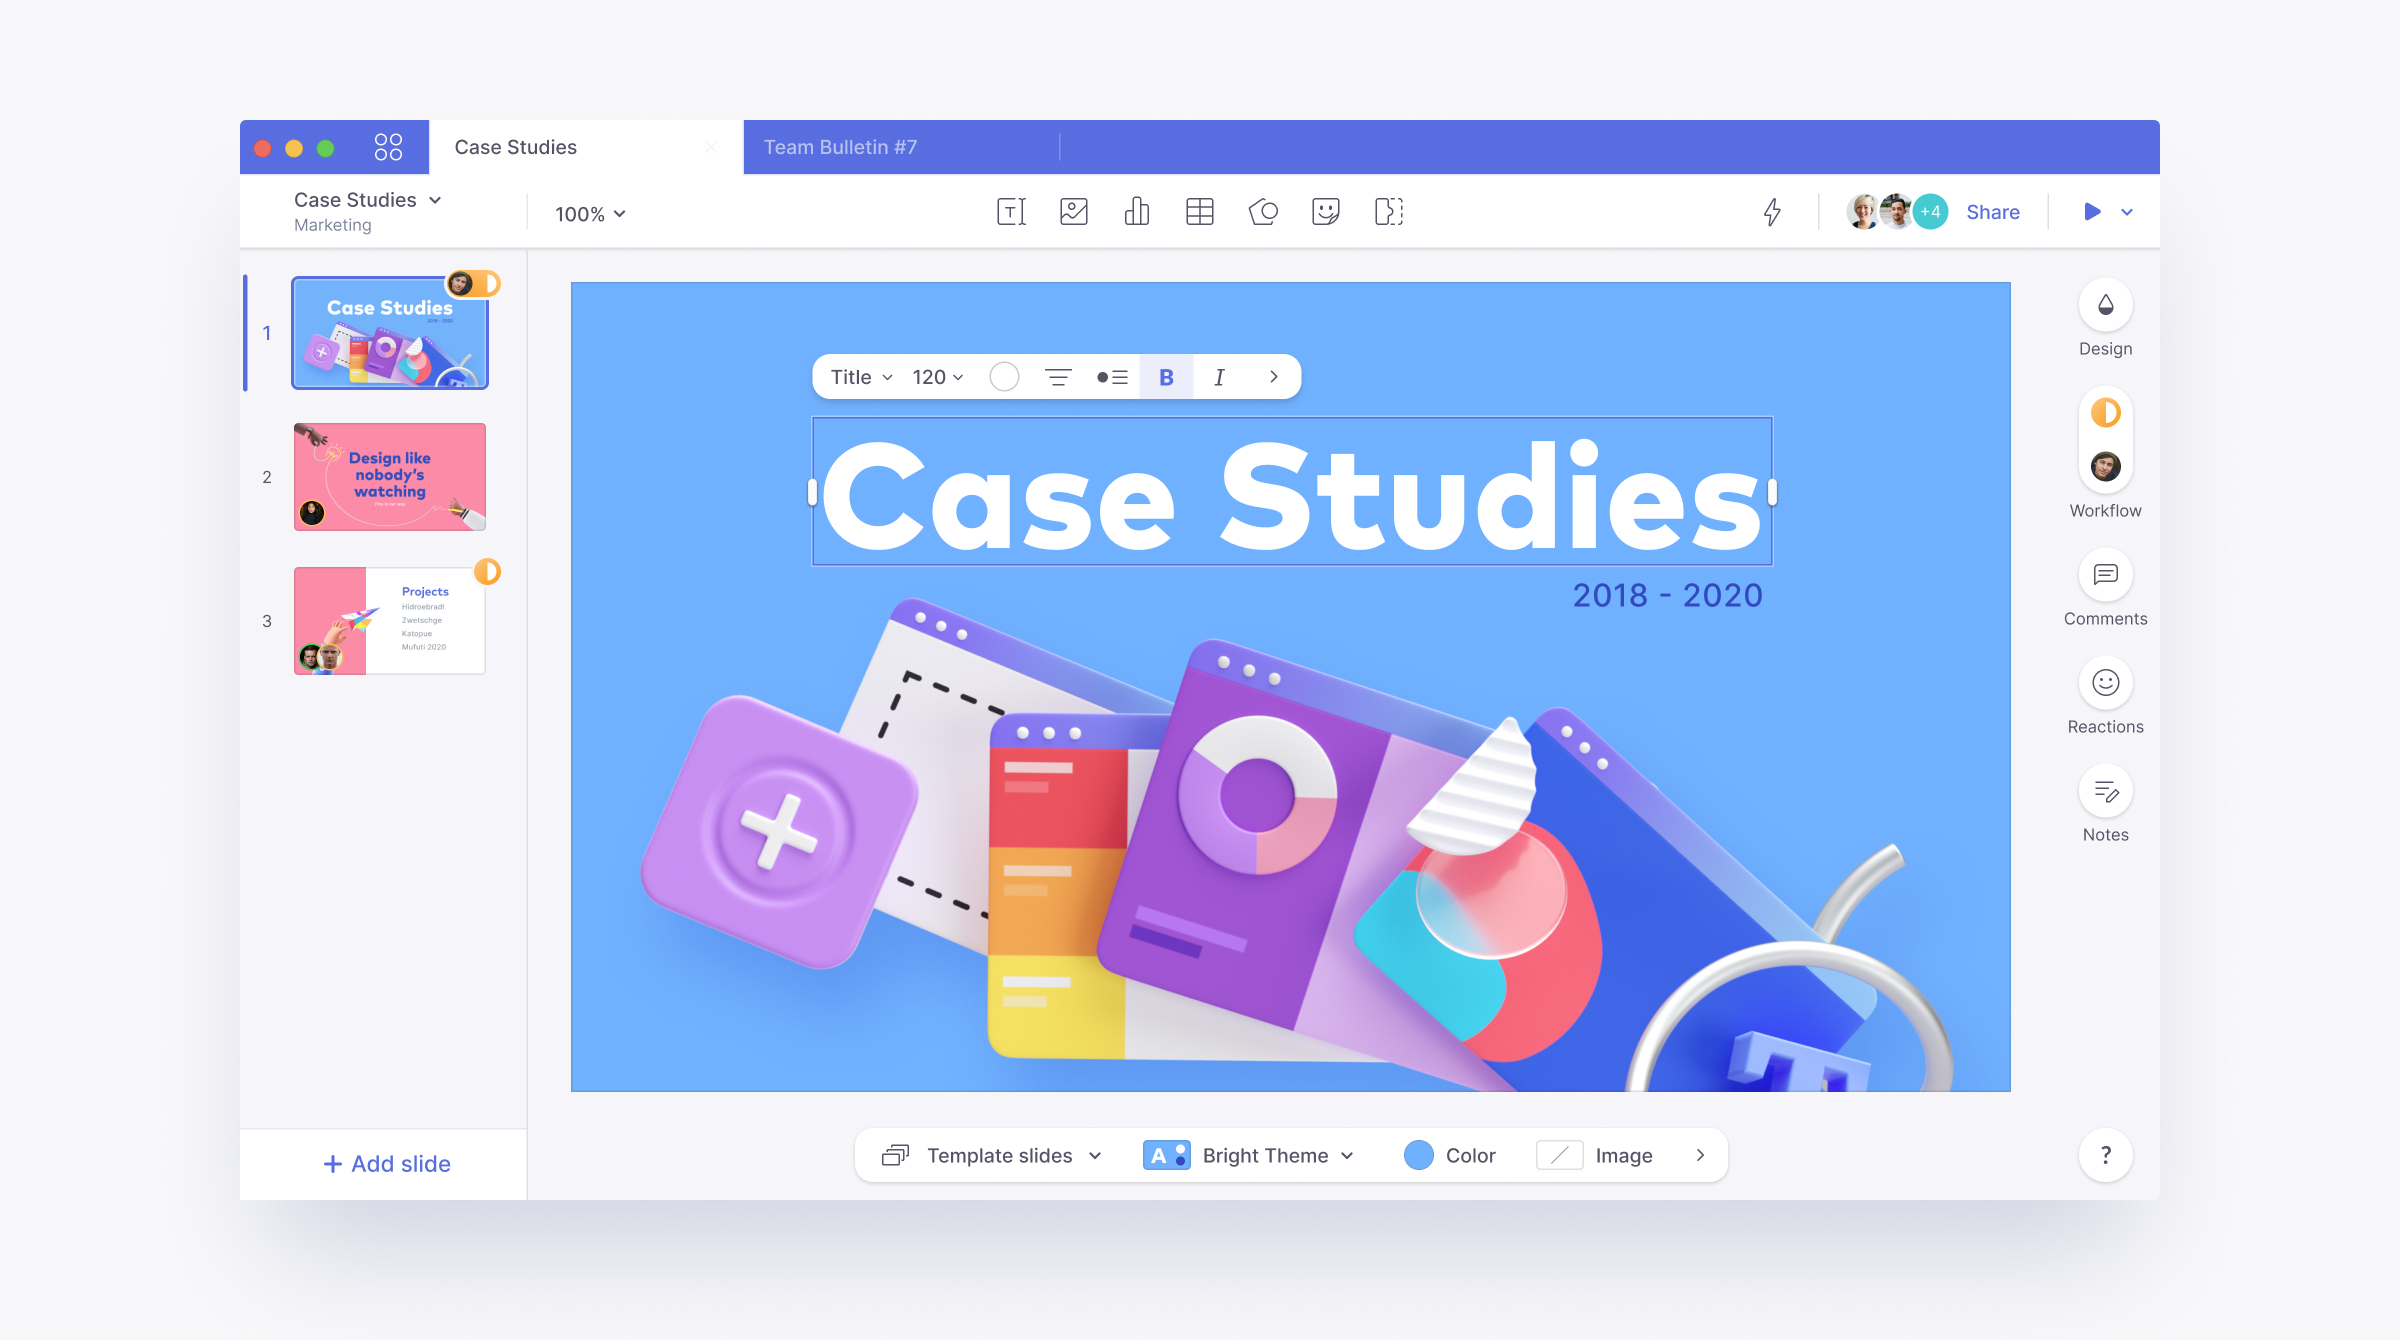 Case Studies
Team Bulletin #7
Case Studies
Marketing
100%
T
+4
Share
1
Case Studies
2018 - 2020
2
Design like
nobody's
watching
3
Projects
Hidroebradl
Zwetschge
Katopue
Mufuti 2020
Add slide
Title
120
B
I
Case Studies
2018 - 2020
T
Template slides
A
Bright Theme
Color
Image
Design
Workflow
Comments
Reactions
Notes
?